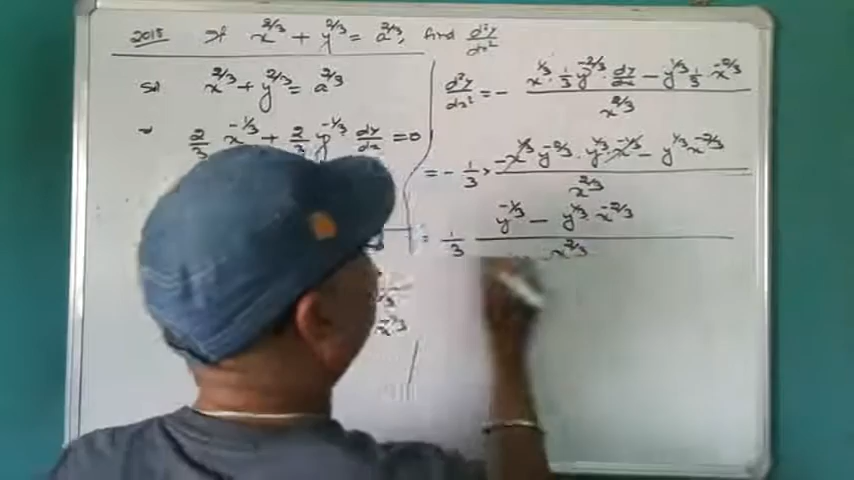 2015 If x^{2/3} + y^{2/3} = a^{2/3}, find d²y/dx²
Sol x^{2/3} + y^{2/3} = a^{2/3}
⇒ 2/3 x^{-1/3} + 2/3 y^{-1/3} dy/dx = 0
x^{1/3}
d²y/dx² = - (x^{1/3} · 1/3 y^{-2/3} · dy/dx - y^{1/3} 1/3 · x^{-2/3}) / x^{2/3}
= - 1/3 × (-x^{1/3} y^{-2/3} · y^{1/3} · x^{-1/3} - y^{1/3} x^{-2/3}) / x^{2/3}
= 1/3 (y^{-1/3} - y^{1/3} · x^{-2/3}) / x^{2/3}